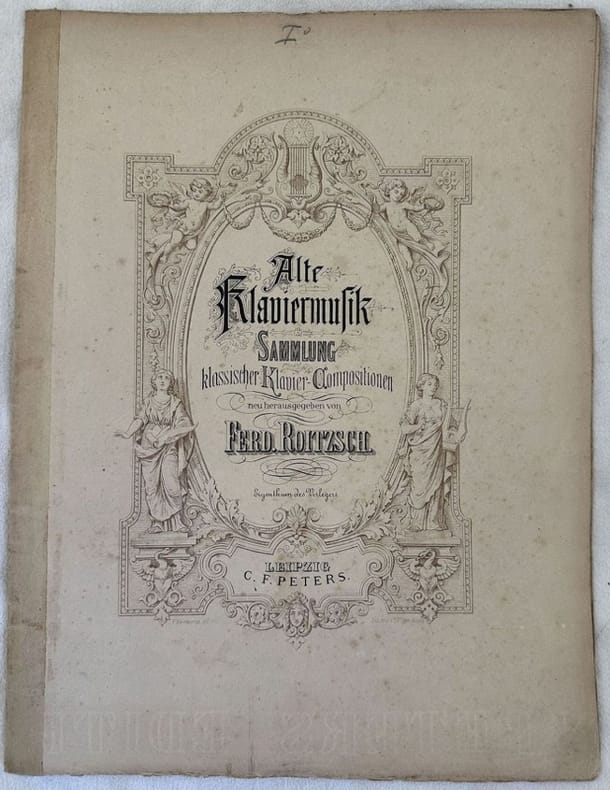 I°
Alte
Klaviermusik
SAMMLUNG
klassischer Klavier-Compositionen
neu herausgegeben von
FERD. ROITZSCH.
Eigenthum des Verlegers
LEIPZIG
C. F. PETERS.